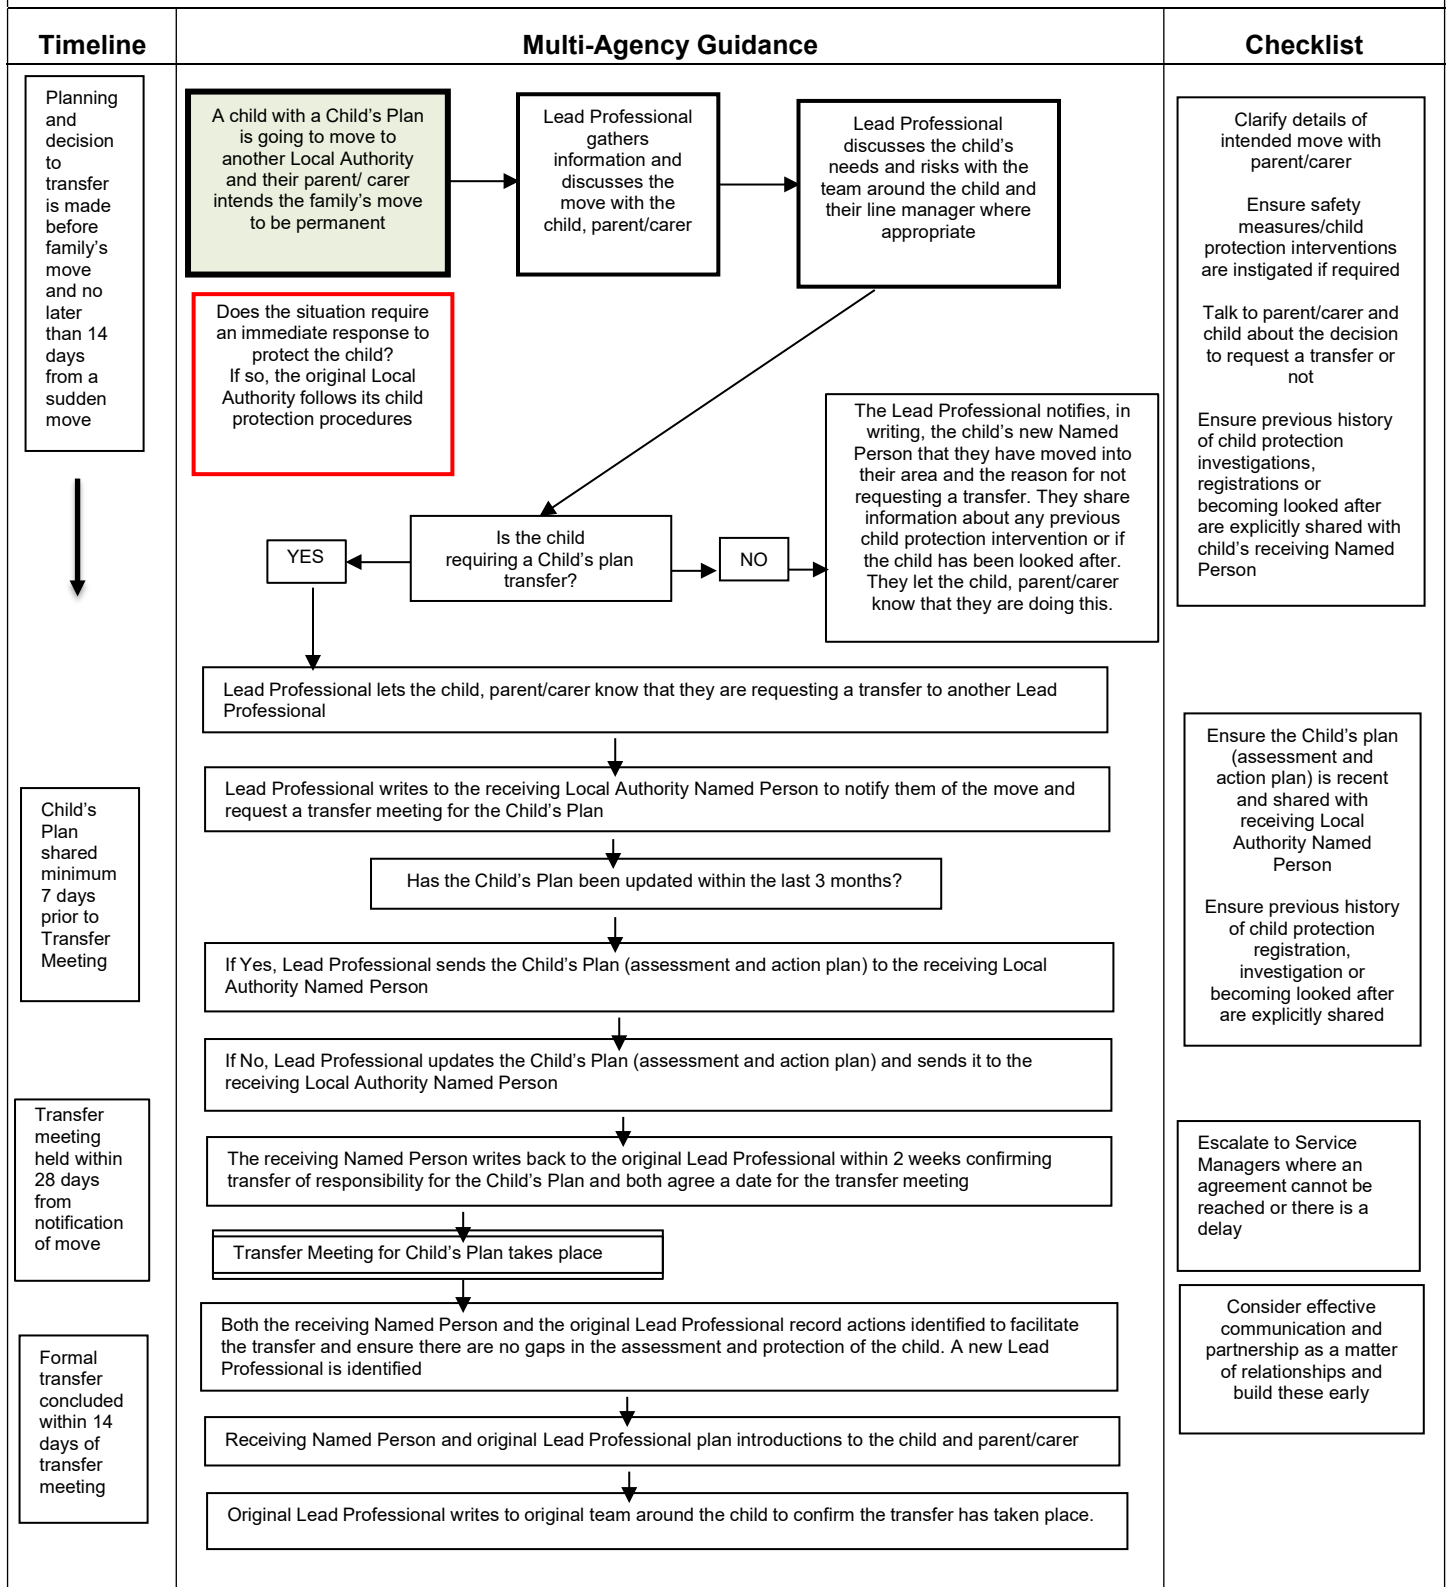 Timeline
Multi-Agency Guidance
Checklist
Planning
and
decision
to
transfer
is made
before
family's
move
and no
later
than 14
days
from a
sudden
move
A child with a Child's Plan
is going to move to
another Local Authority
and their parent/ carer
intends the family's move
to be permanent
Lead Professional
gathers
information and
discusses the
move with the
child, parent/carer
Lead Professional
discusses the child's
needs and risks with the
team around the child and
their line manager where
appropriate
Clarify details of
intended move with
parent/carer
Ensure safety
measures/child
protection interventions
are instigated if required
Talk to parent/carer and
child about the decision
to request a transfer or
not
Ensure previous history
of child protection
investigations,
registrations or
becoming looked after
are explicitly shared with
child's receiving Named
Person
Does the situation require
an immediate response to
protect the child?
If so, the original Local
Authority follows its child
protection procedures
The Lead Professional notifies, in
writing, the child's new Named
Person that they have moved into
their area and the reason for not
requesting a transfer. They share
information about any previous
child protection intervention or if
the child has been looked after.
They let the child, parent/carer
know that they are doing this.
YES
Is the child
requiring a Child's plan
transfer?
NO
Lead Professional lets the child, parent/carer know that they are requesting a transfer to another Lead
Professional
Child's
Plan
shared
minimum
7 days
prior to
Transfer
Meeting
Lead Professional writes to the receiving Local Authority Named Person to notify them of the move and
request a transfer meeting for the Child's Plan
Has the Child's Plan been updated within the last 3 months?
If Yes, Lead Professional sends the Child's Plan (assessment and action plan) to the receiving Local
Authority Named Person
Ensure the Child's plan
(assessment and
action plan) is recent
and shared with
receiving Local
Authority Named
Person
Ensure previous history
of child protection
registration,
investigation or
becoming looked after
are explicitly shared
If No, Lead Professional updates the Child's Plan (assessment and action plan) and sends it to the
receiving Local Authority Named Person
Transfer
meeting
held within
28 days
from
notification
of move
The receiving Named Person writes back to the original Lead Professional within 2 weeks confirming
transfer of responsibility for the Child's Plan and both agree a date for the transfer meeting
Transfer Meeting for Child's Plan takes place
Escalate to Service
Managers where an
agreement cannot be
reached or there is a
delay
Both the receiving Named Person and the original Lead Professional record actions identified to facilitate
the transfer and ensure there are no gaps in the assessment and protection of the child. A new Lead
Professional is identified
Consider effective
communication and
partnership as a matter
of relationships and
build these early
Formal
transfer
concluded
within 14
days of
transfer
meeting
Receiving Named Person and original Lead Professional plan introductions to the child and parent/carer
Original Lead Professional writes to original team around the child to confirm the transfer has taken place.